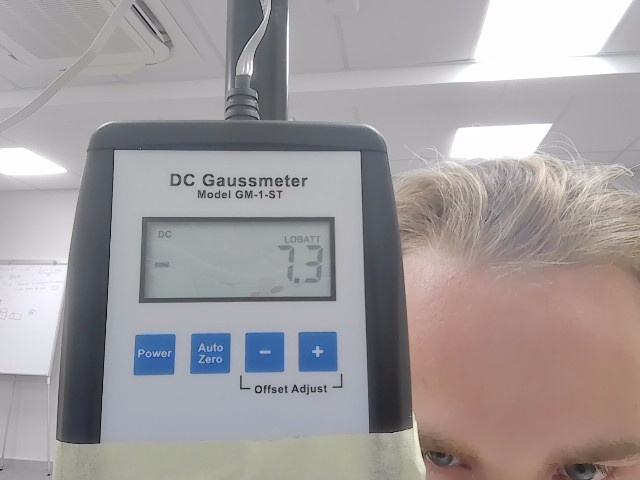 DC Gaussmeter
Model GM-1-ST
DC
LOBATT
-7.3
Power
Auto
Zero
-
+
Offset Adjust